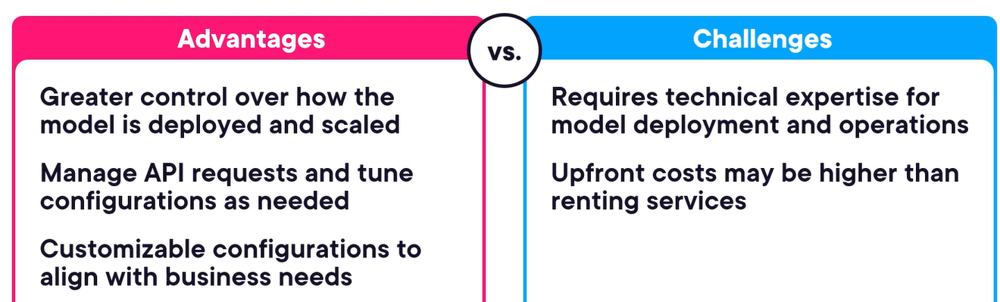 Advantages
vs.
Challenges
Greater control over how the
model is deployed and scaled
Manage API requests and tune
configurations as needed
Customizable configurations to
align with business needs
Requires technical expertise for
model deployment and operations
Upfront costs may be higher than
renting services